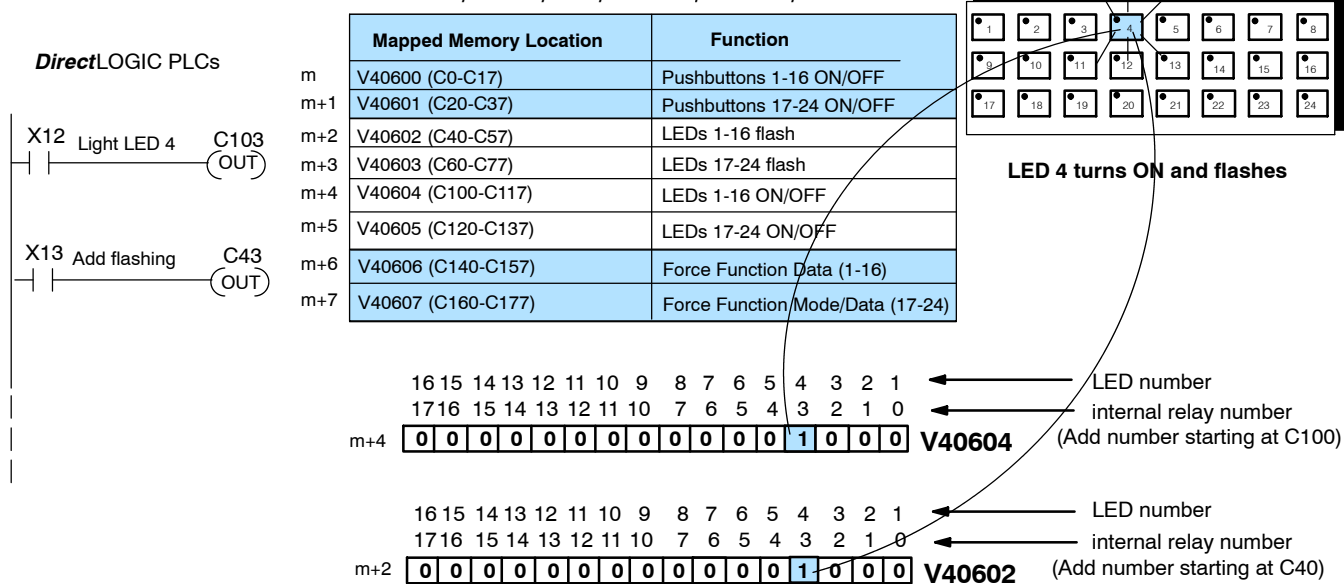 DirectLOGIC PLCs
X12 Light LED 4 C103
OUT
X13 Add flashing C43
OUT
Mapped Memory Location Function
m V40600 (C0-C17) Pushbuttons 1-16 ON/OFF
m+1 V40601 (C20-C37) Pushbuttons 17-24 ON/OFF
m+2 V40602 (C40-C57) LEDs 1-16 flash
m+3 V40603 (C60-C77) LEDs 17-24 flash
m+4 V40604 (C100-C117) LEDs 1-16 ON/OFF
m+5 V40605 (C120-C137) LEDs 17-24 ON/OFF
m+6 V40606 (C140-C157) Force Function Data (1-16)
m+7 V40607 (C160-C177) Force Function Mode/Data (17-24)
1 2 3 4 5 6 7 8
9 10 11 12 13 14 15 16
17 18 19 20 21 22 23 24
LED 4 turns ON and flashes
16 15 14 13 12 11 10 9 8 7 6 5 4 3 2 1 LED number
17 16 15 14 13 12 11 10 7 6 5 4 3 2 1 0 internal relay number
(Add number starting at C100)
m+4 0 0 0 0 0 0 0 0 0 0 0 0 1 0 0 0 V40604
16 15 14 13 12 11 10 9 8 7 6 5 4 3 2 1 LED number
17 16 15 14 13 12 11 10 7 6 5 4 3 2 1 0 internal relay number
(Add number starting at C40)
m+2 0 0 0 0 0 0 0 0 0 0 0 0 1 0 0 0 V40602